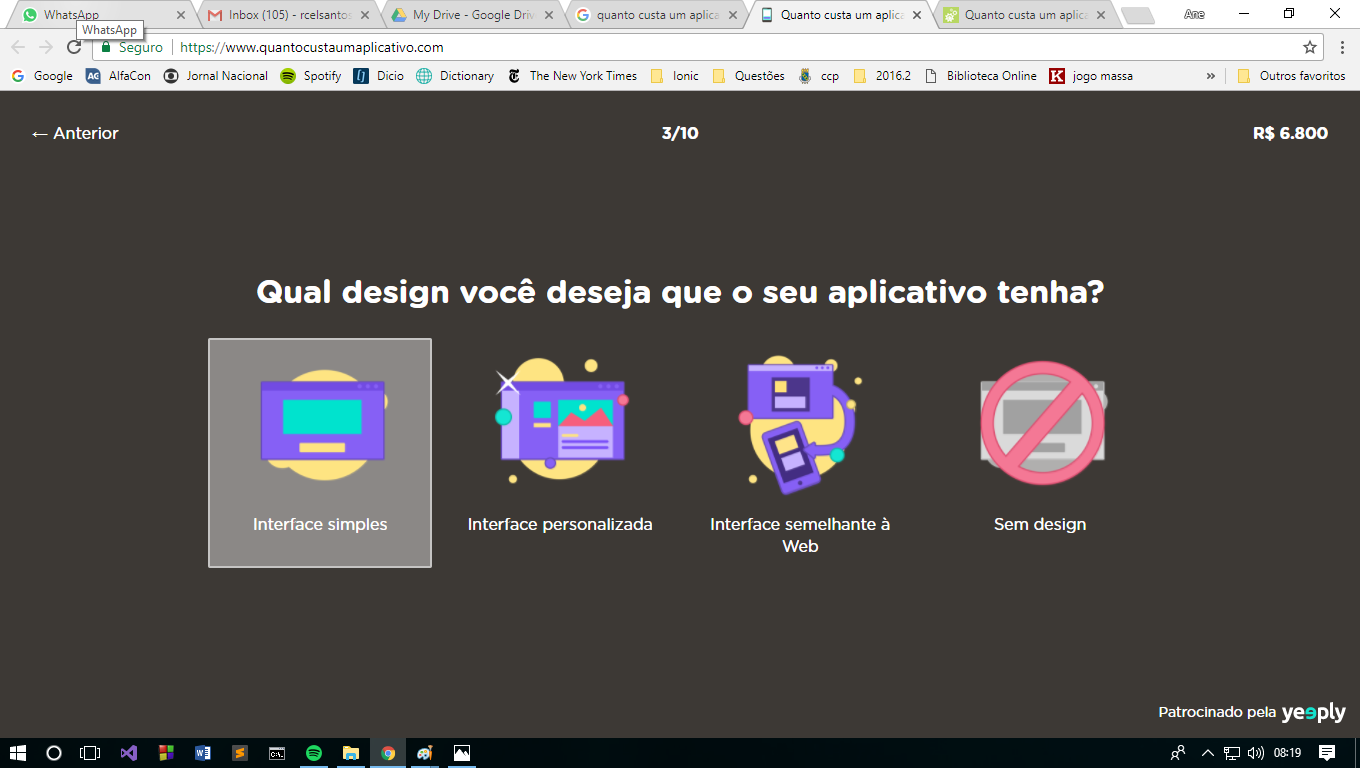 WhatsApp
Inbox (105) - rcelsantos
My Drive - Google Driv
quanto custa um aplica
Quanto custa um aplica
Quanto custa um aplica
Ane
WhatsApp
Seguro
https://www.quantocustaumaplicativo.com
Google
AG
AlfaCon
Jornal Nacional
Spotify
Dicio
Dictionary
The New York Times
Ionic
Questões
ccp
2016.2
Biblioteca Online
K
jogo massa
»
Outros favoritos
← Anterior
3/10
R$ 6.800
Qual design você deseja que o seu aplicativo tenha?
Interface simples
Interface personalizada
Interface semelhante à
Web
Sem design
Patrocinado pela yeeply
08:19